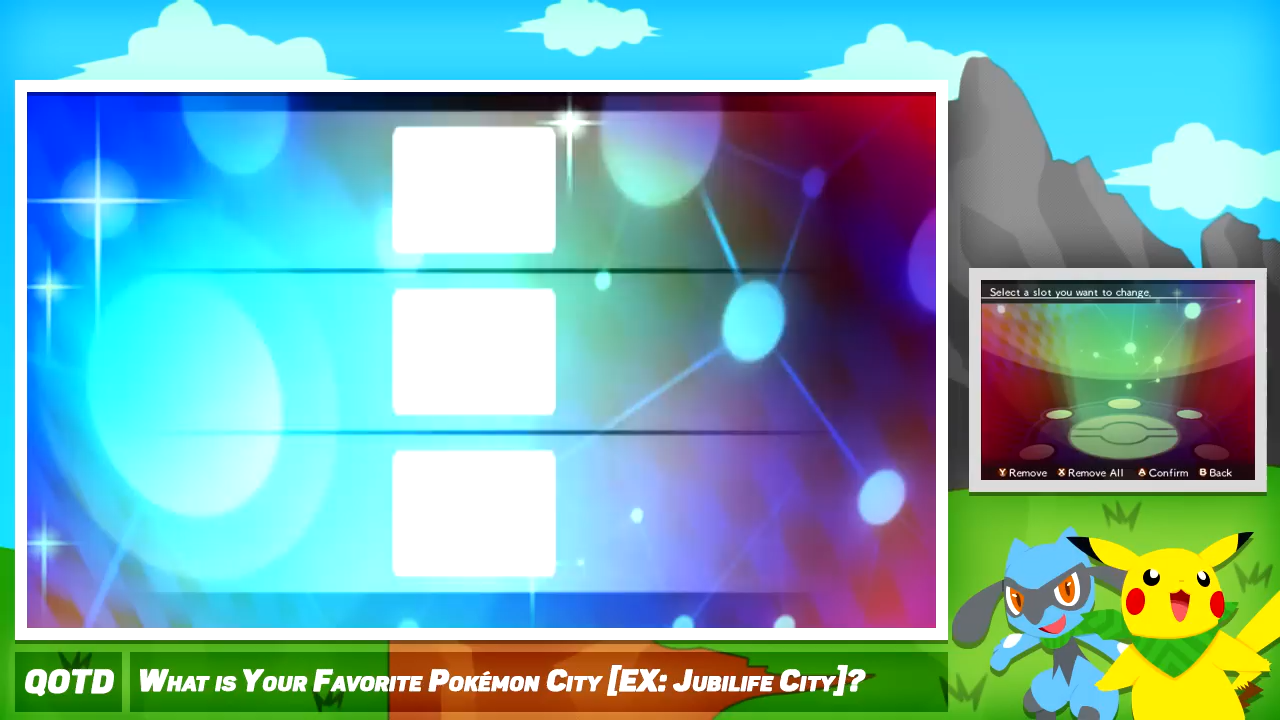 Select a slot you want to change.
Y Remove X Remove All A Confirm B Back
QOTD What is Your Favorite Pokémon City [EX: Jubilife City]?